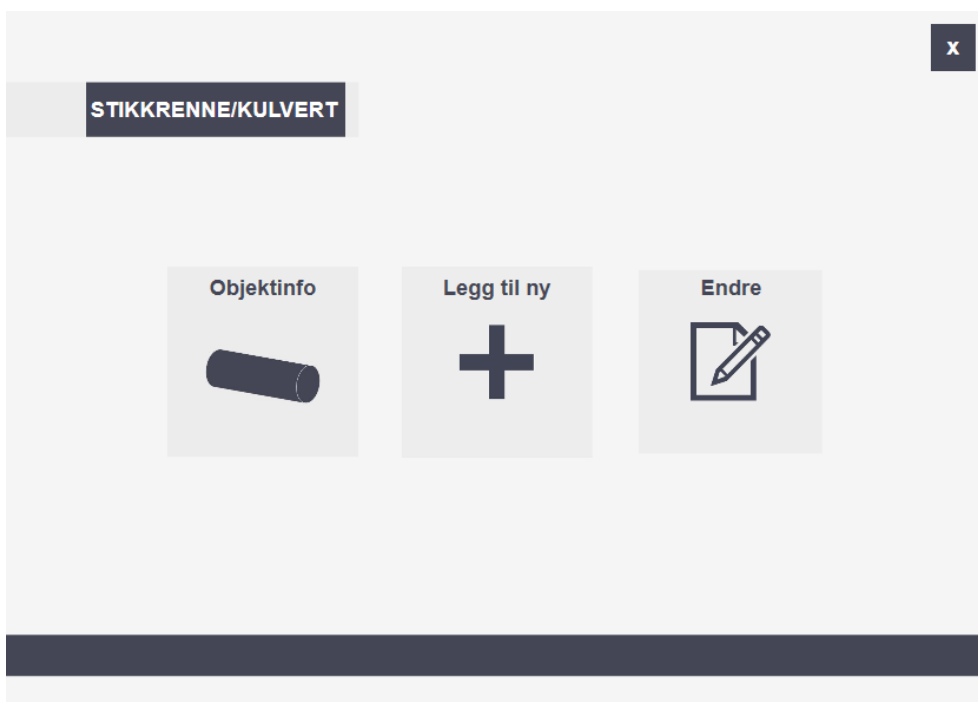 x
STIKKRENNE/KULVERT
Objektinfo
Legg til ny
Endre